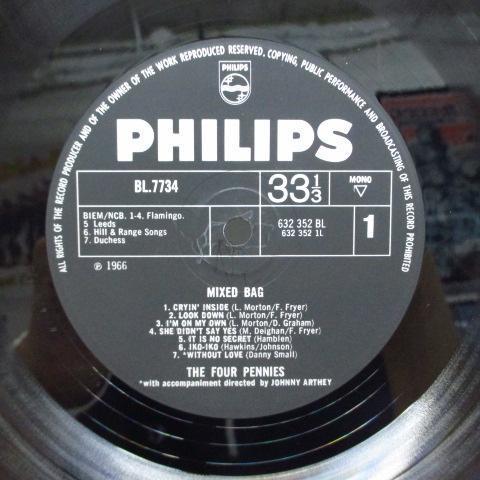 ALL RIGHTS OF THE RECORD PRODUCER AND OF THE OWNER OF THE WORK REPRODUCED RESERVED. COPYING, PUBLIC PERFORMANCE AND BROADCASTING OF THIS RECORD PROHIBITED
PHILIPS
PHILIPS
BL.7734
33 1/3
MONO
BIEM/NCB. 1-4. Flamingo.
5 Leeds
6. Hill & Range Songs
7. Duchess
632 352 BL
632 352 1L
1
℗ 1966
MIXED BAG
1. CRYIN' INSIDE (L. Morton/F. Fryer)
2. LOOK DOWN (L. Morton/F. Fryer)
3. I'M ON MY OWN (L. Morton/D. Graham)
4. SHE DIDN'T SAY YES (M. Deighan/F. Fryer)
5. IT IS NO SECRET (Hamblen)
6. IKO-IKO (Hawkins/Johnson)
7. *WITHOUT LOVE (Danny Small)
THE FOUR PENNIES
*with accompaniment directed by JOHNNY ARTHEY